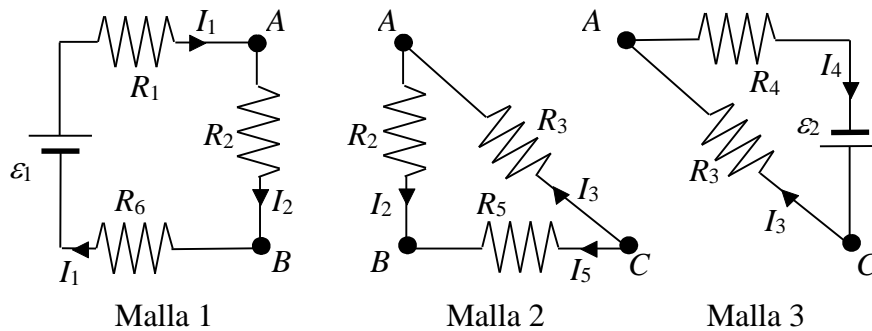 I1 A A A
R1 R4 I4
R2 R2 R3 ε2
ε1 R3
R6 I2 I2 R5 I3 I3
I1 B B I5 C C
Malla 1 Malla 2 Malla 3